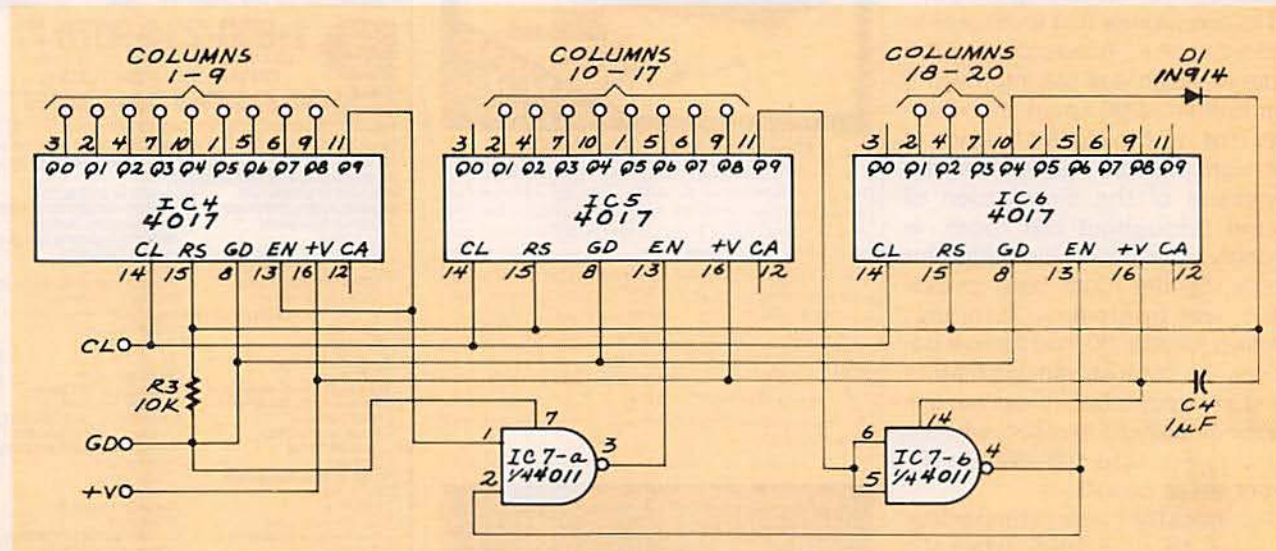 COLUMNS
1-9
COLUMNS
10-17
COLUMNS
18-20
D1
1N914
3 2 4 7 10 1 5 6 9 11
3 2 4 7 10 1 5 6 9 11
3 2 4 7 10 1 5 6 9 11
Q0 Q1 Q2 Q3 Q4 Q5 Q6 Q7 Q8 Q9
Q0 Q1 Q2 Q3 Q4 Q5 Q6 Q7 Q8 Q9
Q0 Q1 Q2 Q3 Q4 Q5 Q6 Q7 Q8 Q9
IC4
4017
IC5
4017
IC6
4017
CL RS GD EN +V CA
CL RS GD EN +V CA
CL RS GD EN +V CA
14 15 8 13 16 12
14 15 8 13 16 12
14 15 8 13 16 12
CL
R3
10K
C4
1µF
GD
+V
7
1
2
3
IC7-a
1/4 4011
14
6
5
4
IC7-b
1/4 4011